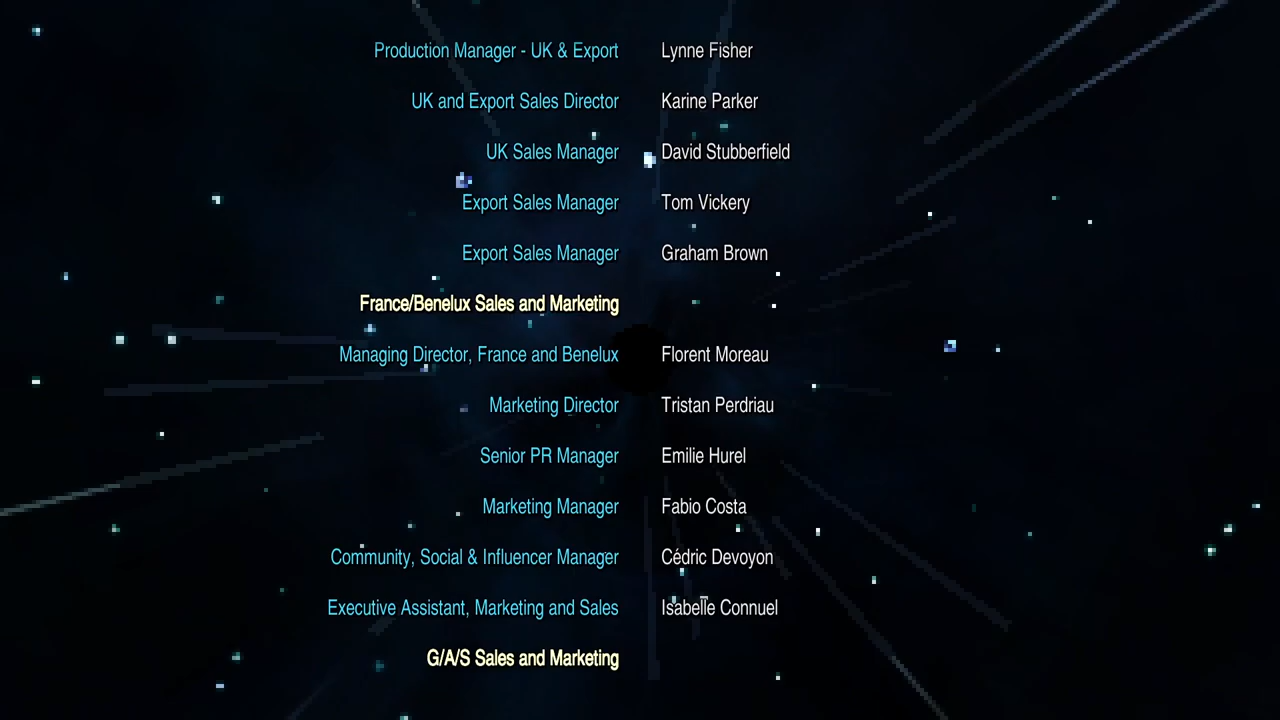 Production Manager - UK & Export Lynne Fisher
UK and Export Sales Director Karine Parker
UK Sales Manager David Stubberfield
Export Sales Manager Tom Vickery
Export Sales Manager Graham Brown
France/Benelux Sales and Marketing
Managing Director, France and Benelux Florent Moreau
Marketing Director Tristan Perdriau
Senior PR Manager Emilie Hurel
Marketing Manager Fabio Costa
Community, Social & Influencer Manager Cédric Devoyon
Executive Assistant, Marketing and Sales Isabelle Connuel
G/A/S Sales and Marketing